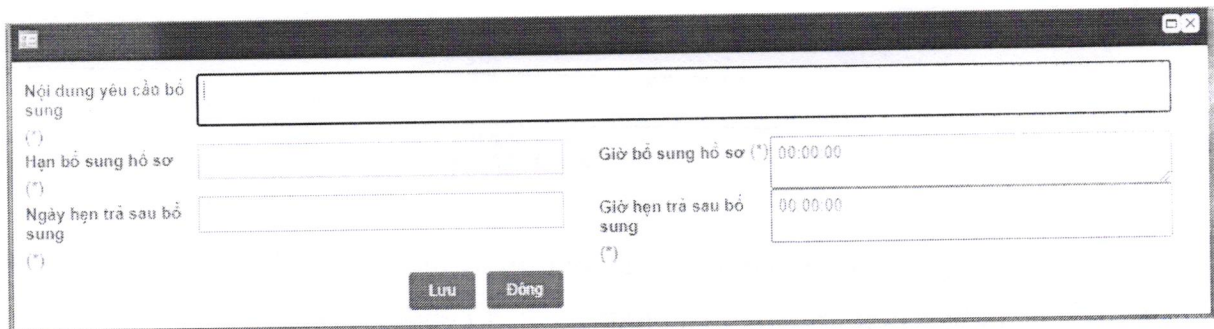 Nội dung yêu cầu bổ
sung
(*)
Hạn bổ sung hồ sơ
(*)
Giờ bổ sung hồ sơ (*) 00:00:00
Ngày hẹn trả sau bổ
sung
(*)
Giờ hẹn trả sau bổ
sung
(*)
00:00:00
Lưu Đóng